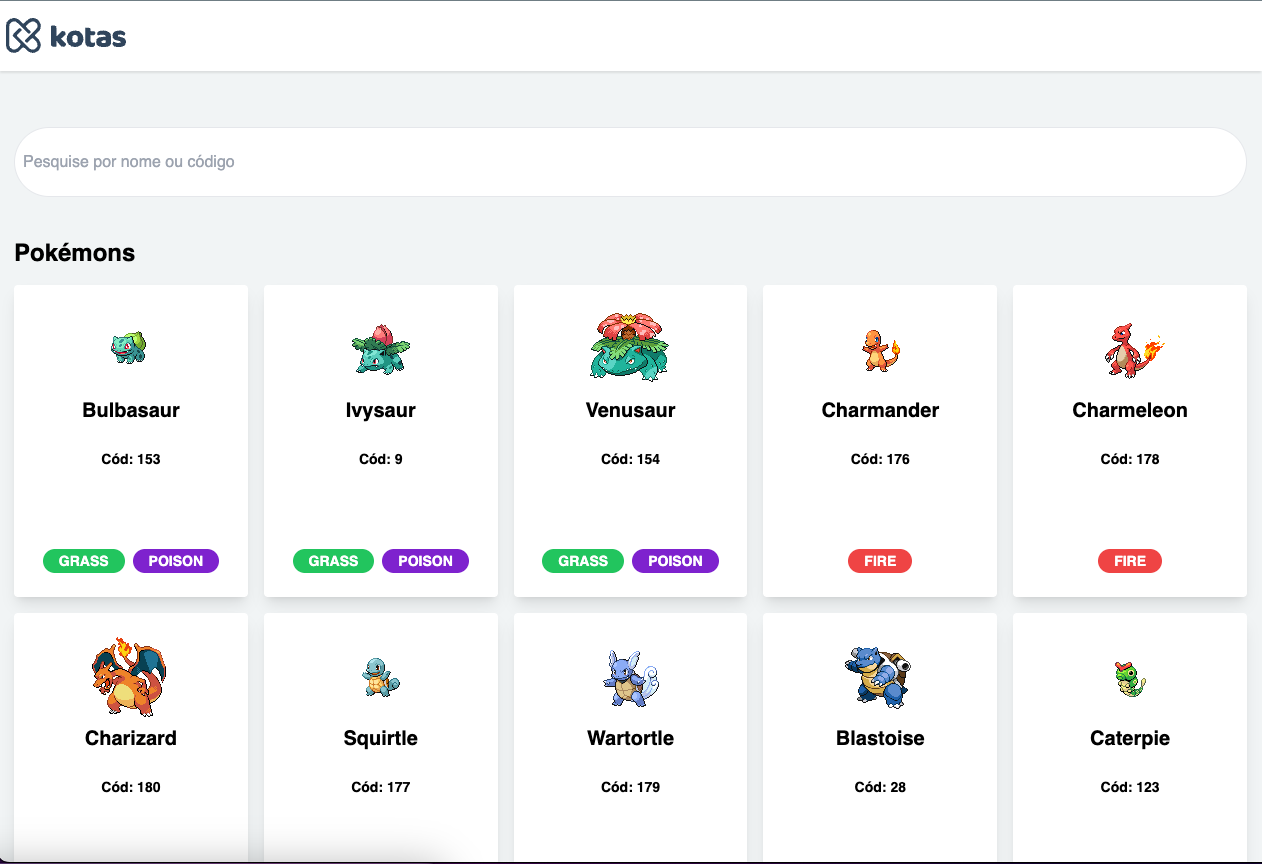 kotas
Pesquise por nome ou código
Pokémons
Bulbasaur
Cód: 153
GRASS POISON
Ivysaur
Cód: 9
GRASS POISON
Venusaur
Cód: 154
GRASS POISON
Charmander
Cód: 176
FIRE
Charmeleon
Cód: 178
FIRE
Charizard
Cód: 180
Squirtle
Cód: 177
Wartortle
Cód: 179
Blastoise
Cód: 28
Caterpie
Cód: 123